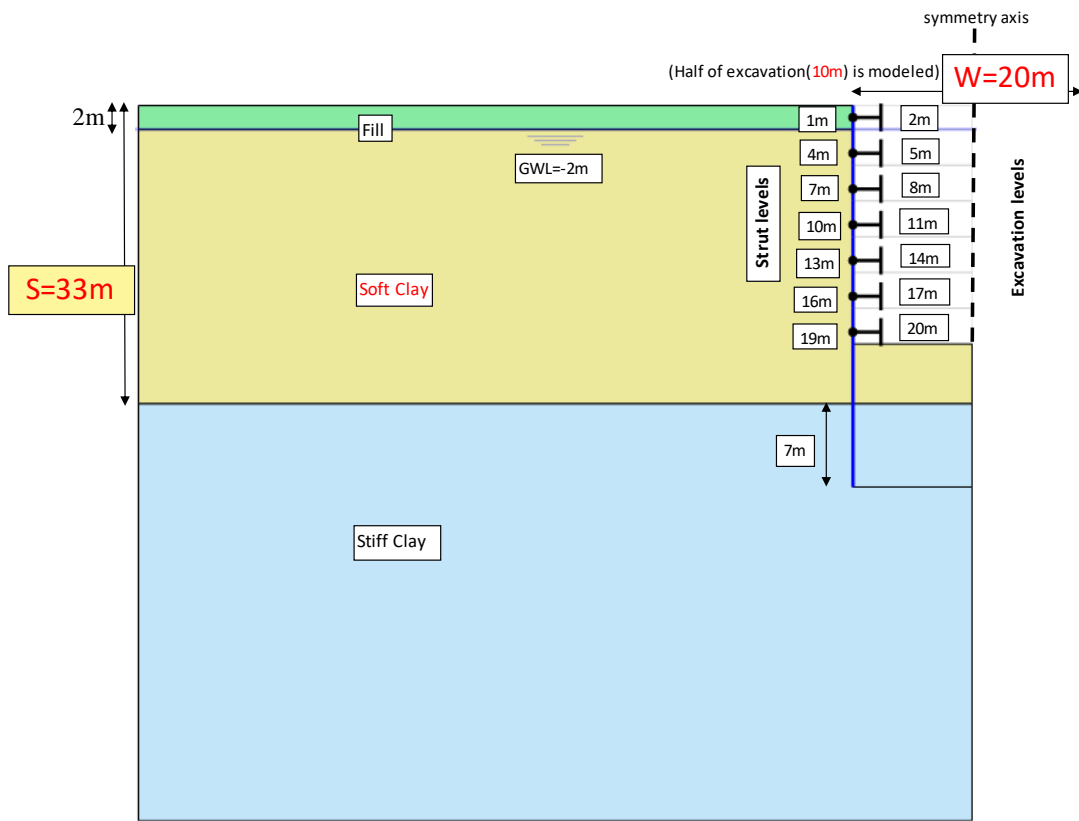 symmetry axis
(Half of excavation(10m) is modeled)
W=20m
2m
Fill
1m
2m
GWL=-2m
4m
5m
7m
8m
10m
11m
13m
14m
16m
17m
19m
20m
Strut levels
Excavation levels
S=33m
Soft Clay
7m
Stiff Clay